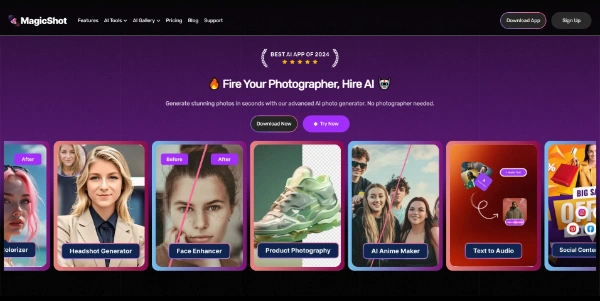 MagicShot
Features AI Tools AI Gallery Pricing Blog Support
Download App Sign Up
BEST AI APP OF 2024
Fire Your Photographer, Hire AI
Generate stunning photos in seconds with our advanced AI photo generator. No photographer needed.
Download Now Try Now
After
Before After
BIG SA
Colorizer
Headshot Generator
Face Enhancer
Product Photography
AI Anime Maker
Text to Audio
Social Conte